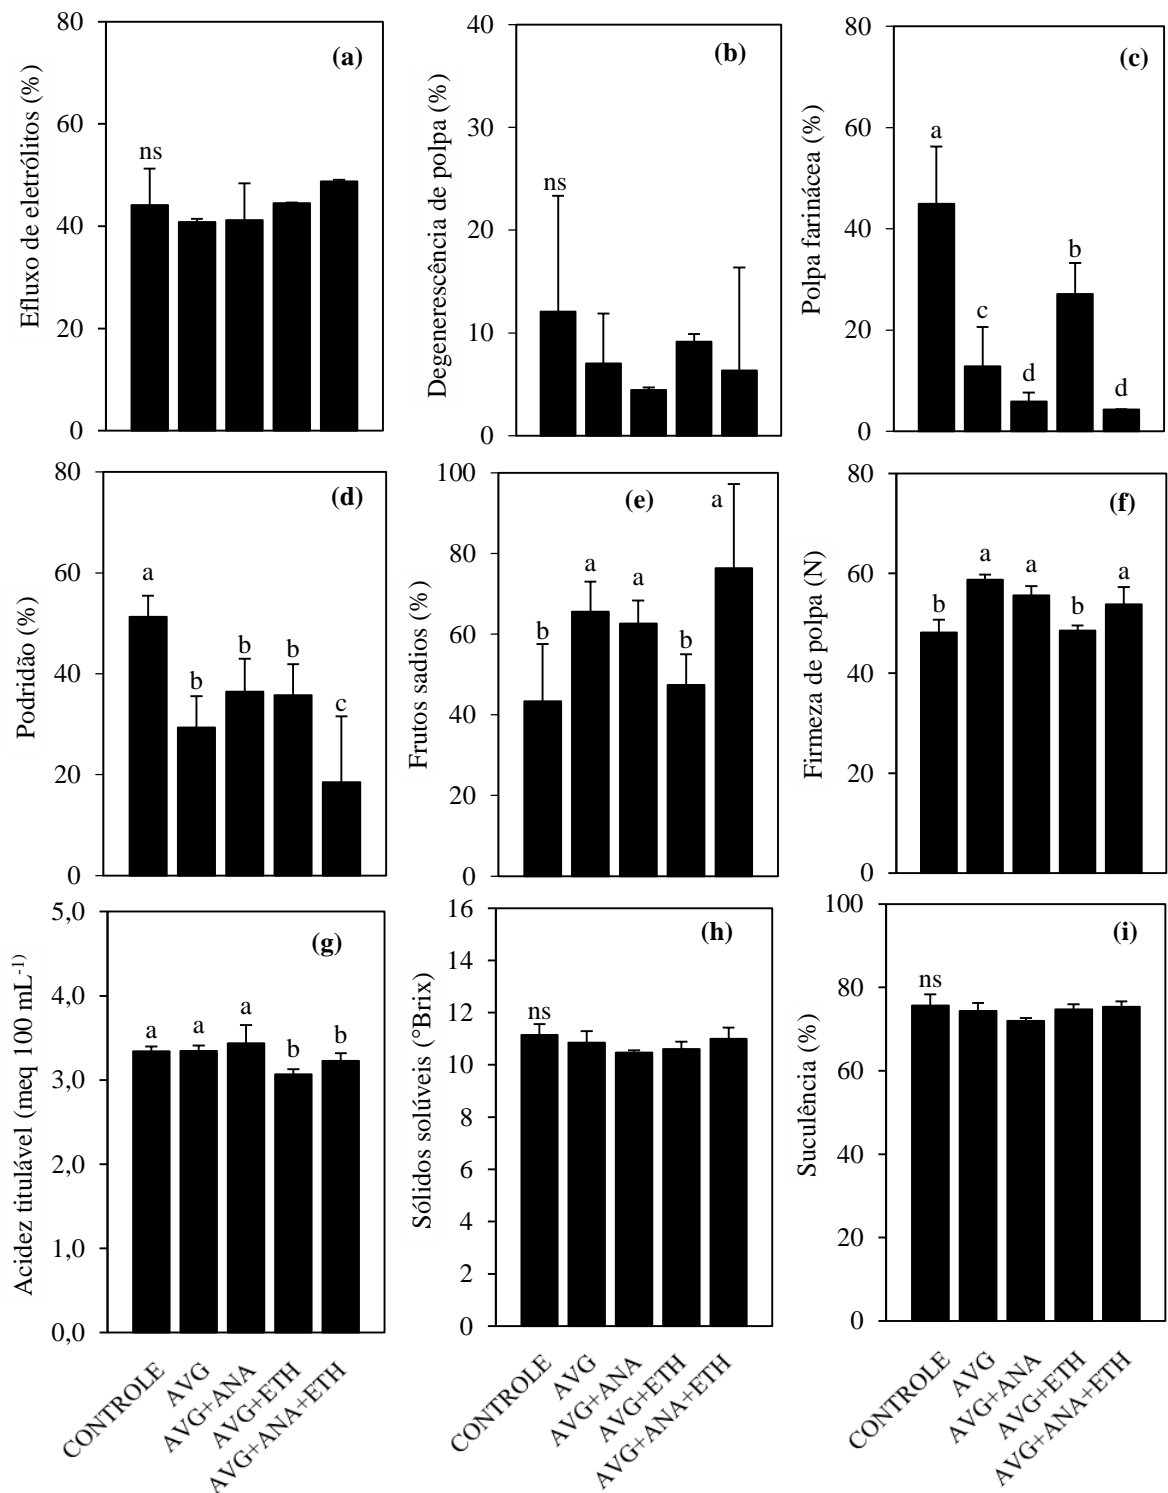 Efluxo de eletrólitos (%)
80
60
40
20
0
(a)
ns
Degenerescência de polpa (%)
40
30
20
10
0
(b)
ns
Polpa farinácea (%)
80
60
40
20
0
(c)
a
c
d
b
d
Podridão (%)
80
60
40
20
0
(d)
a
b
b
b
c
Frutos sadios (%)
100
80
60
40
20
0
(e)
b
a
a
b
a
Firmeza de polpa (N)
80
60
40
20
0
(f)
b
a
a
b
a
Acidez titulável (meq 100 mL⁻¹)
5,0
4,0
3,0
2,0
1,0
0,0
(g)
a
a
a
b
b
CONTROLE
AVG
AVG+ANA
AVG+ETH
AVG+ANA+ETH
Sólidos solúveis (°Brix)
16
14
12
10
8
6
4
2
0
(h)
ns
CONTROLE
AVG
AVG+ANA
AVG+ETH
AVG+ANA+ETH
Suculência (%)
100
80
60
40
20
0
(i)
ns
CONTROLE
AVG
AVG+ANA
AVG+ETH
AVG+ANA+ETH